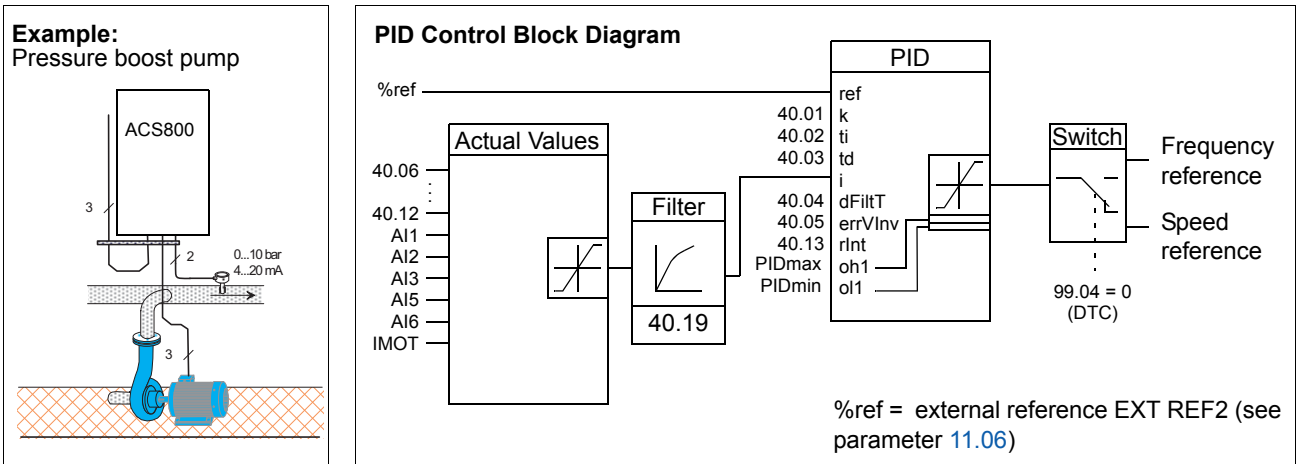 Example:
Pressure boost pump
ACS800
3
2
0...10 bar
4...20 mA
3
PID Control Block Diagram
%ref
Actual Values
40.06
40.12
AI1
AI2
AI3
AI5
AI6
IMOT
Filter
40.19
PID
ref
40.01 k
40.02 ti
40.03 td
i
40.04 dFiltT
40.05 errVInv
40.13 rInt
PIDmax oh1
PIDmin ol1
Switch
Frequency
reference
Speed
reference
99.04 = 0
(DTC)
%ref = external reference EXT REF2 (see
parameter 11.06)